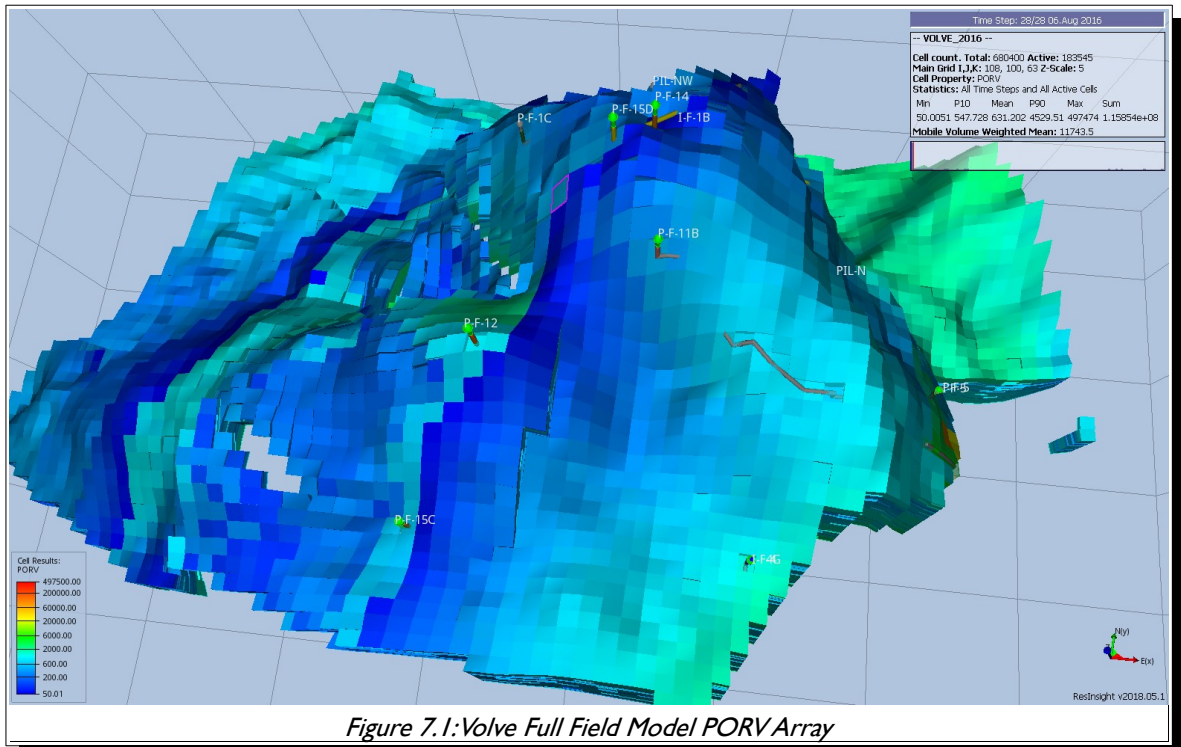 Time Step: 28/28 06.Aug 2016
-- VOLVE_2016 --
Cell count. Total: 680400 Active: 183545
Main Grid I,J,K: 108, 100, 63 Z-Scale: 5
Cell Property: PORV
Statistics: All Time Steps and All Active Cells
Min P10 Mean P90 Max Sum
50.0051 547.728 631.202 4529.51 497474 1.15854e+08
Mobile Volume Weighted Mean: 11743.5
PIL-NW
P-F-14
P-F-15D
I-F-1B
P-F-1C
P-F-11B
PIL-N
P-F-12
P-F-15C
Cell Results:
PORV
497500.00
200000.00
60000.00
20000.00
6000.00
2000.00
600.00
200.00
50.01
N(y)
E(x)
ResInsight v2018.05.1
Figure 7.1:Volve Full Field Model PORV Array